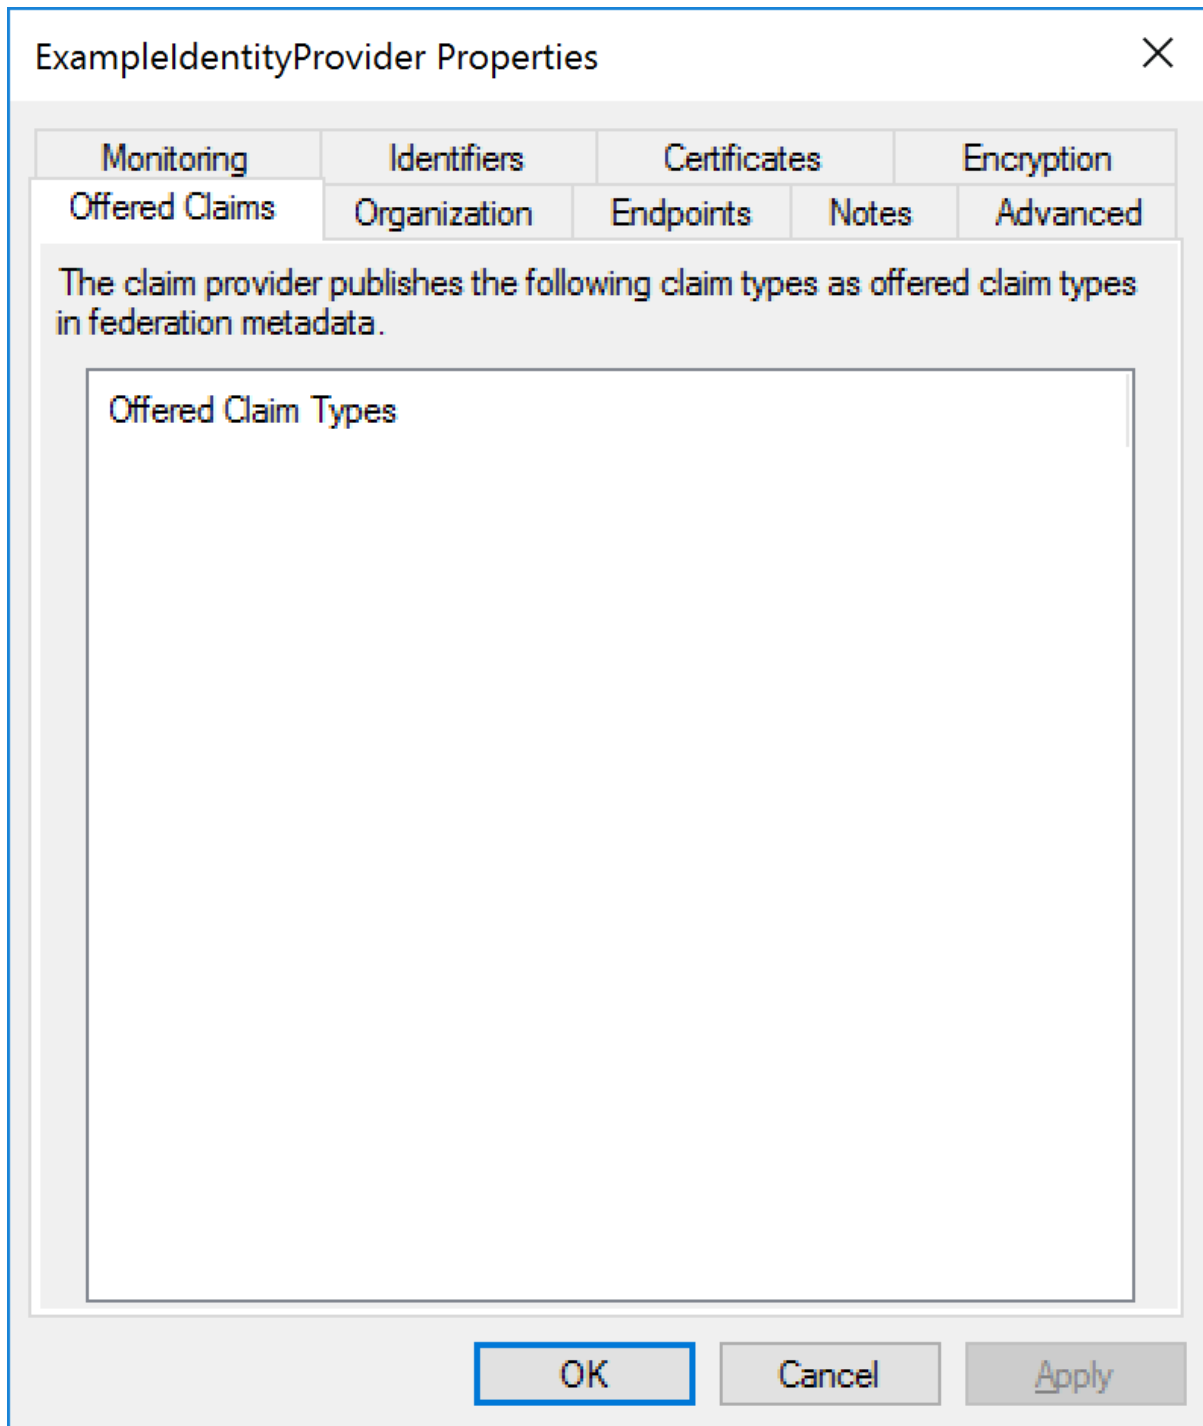 ExampleIdentityProvider Properties
Monitoring Identifiers Certificates Encryption
Offered Claims Organization Endpoints Notes Advanced
The claim provider publishes the following claim types as offered claim types
in federation metadata.
Offered Claim Types
OK Cancel Apply